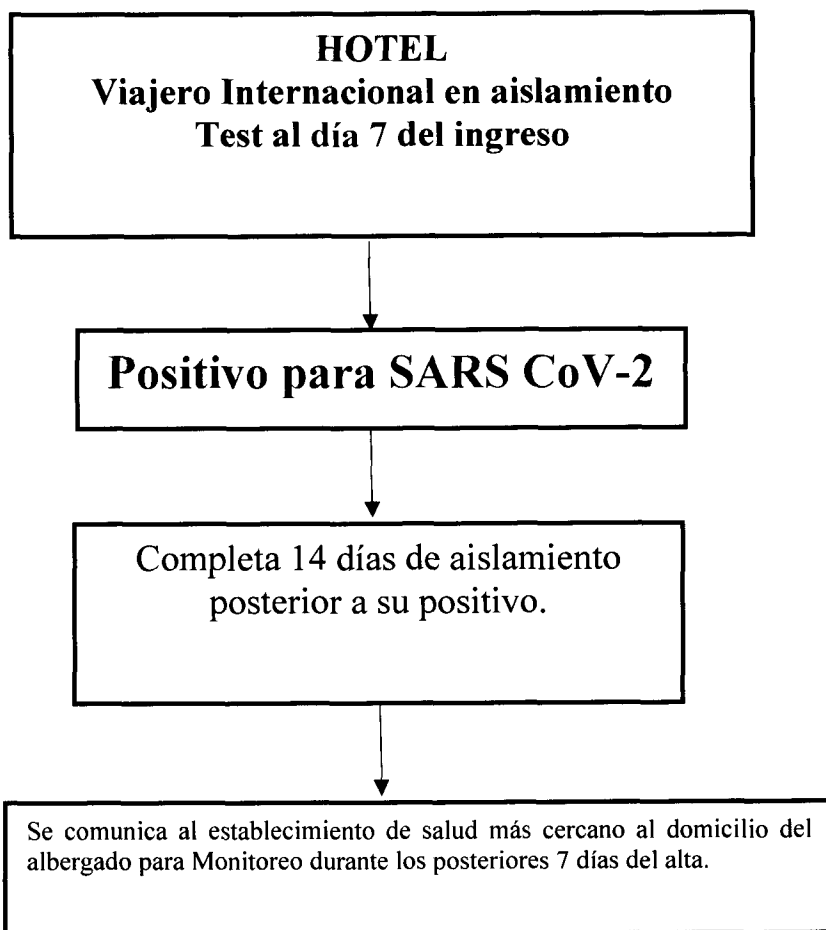 HOTEL
Viajero Internacional en aislamiento
Test al día 7 del ingreso
Positivo para SARS CoV-2
Completa 14 días de aislamiento
posterior a su positivo.
Se comunica al establecimiento de salud más cercano al domicilio del
albergado para Monitoreo durante los posteriores 7 días del alta.